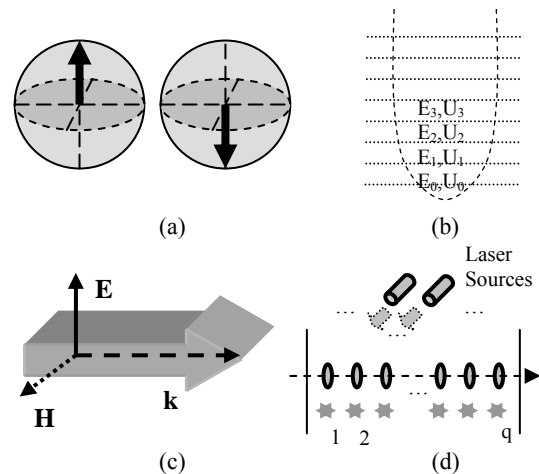 E₃,U₃
E₂,U₂
E₁,U₁
E₀,U₀
(a)
(b)
E
H
k
Laser
Sources
...
...
...
1
2
q
(c)
(d)